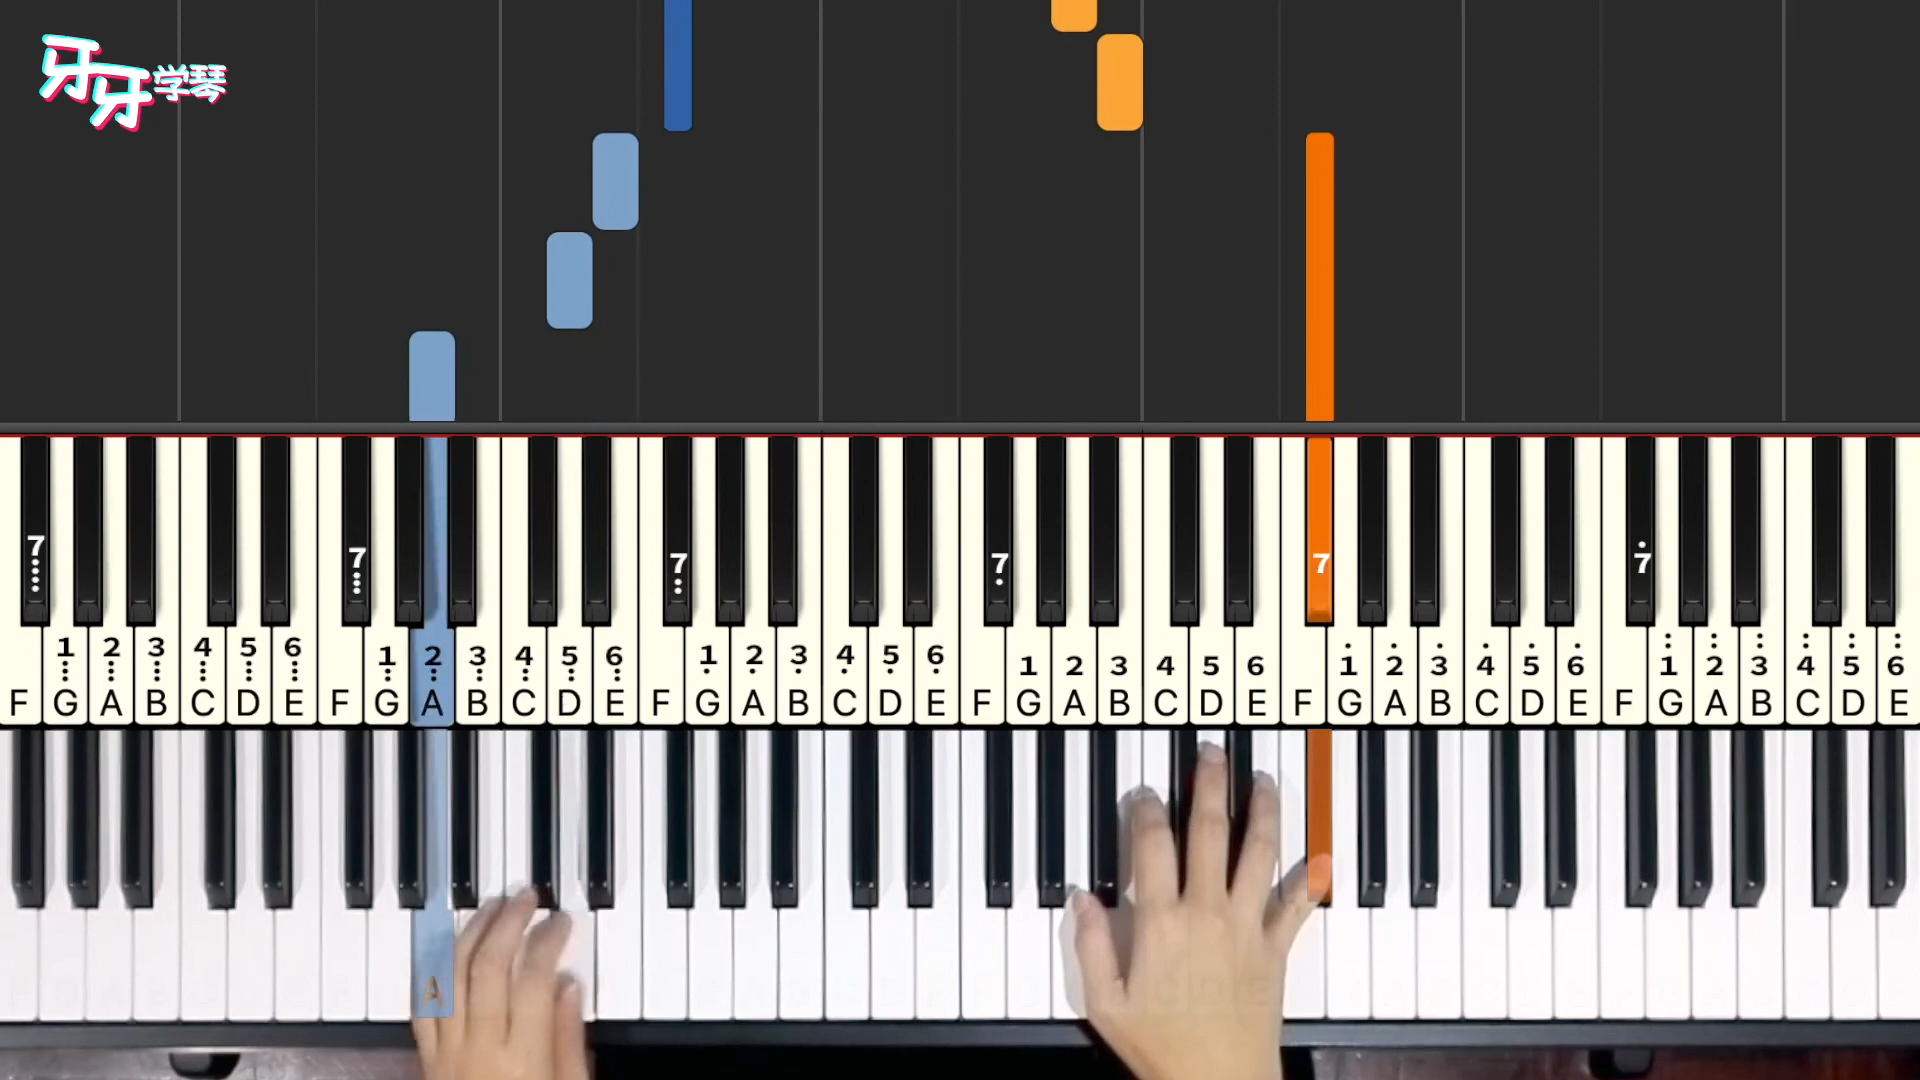 牙牙学琴
7 7 7 7 7 7
1 2 3 4 5 6 1 2 3 4 5 6 1 2 3 4 5 6 1 2 3 4 5 6 1 2 3 4 5 6 1 2 3 4 5 6
F G A B C D E F G A B C D E F G A B C D E F G A B C D E F G A B C D E F G A B C D E
A